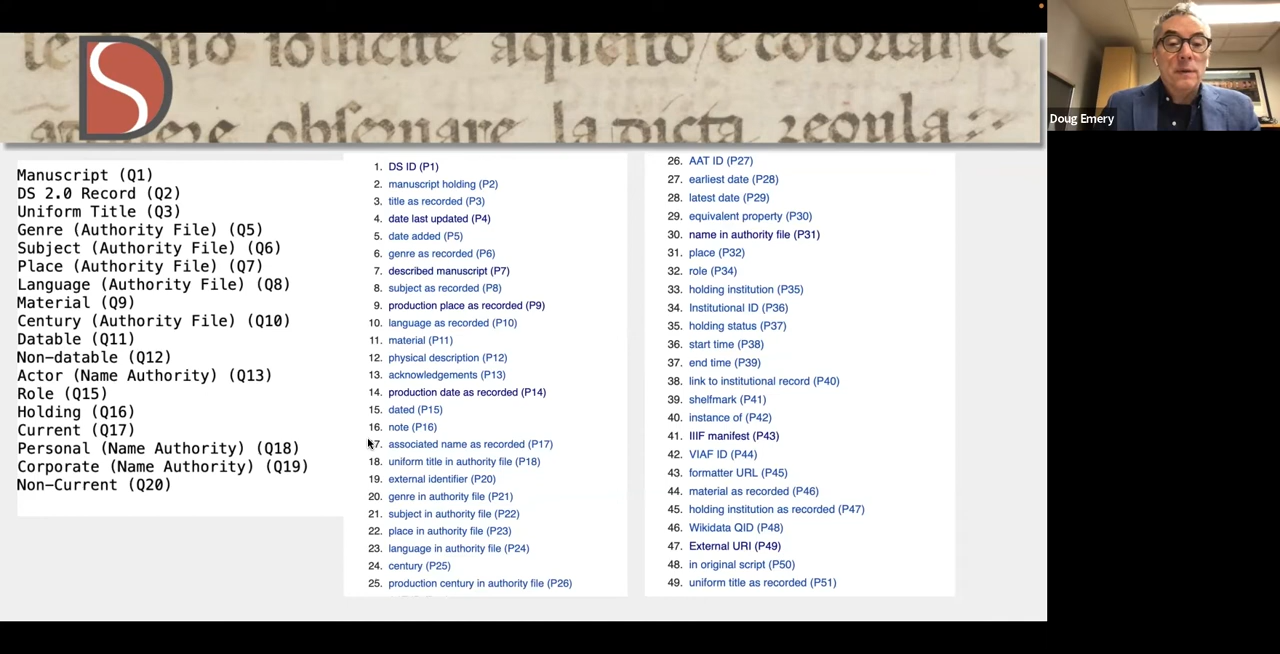 le
aquento e
obseruare la dicta regula
DS
Manuscript (Q1)
DS 2.0 Record (Q2)
Uniform Title (Q3)
Genre (Authority File) (Q5)
Subject (Authority File) (Q6)
Place (Authority File) (Q7)
Language (Authority File) (Q8)
Material (Q9)
Century (Authority File) (Q10)
Datable (Q11)
Non-datable (Q12)
Actor (Name Authority) (Q13)
Role (Q15)
Holding (Q16)
Current (Q17)
Personal (Name Authority) (Q18)
Corporate (Name Authority) (Q19)
Non-Current (Q20)
1. DS ID (P1)
2. manuscript holding (P2)
3. title as recorded (P3)
4. date last updated (P4)
5. date added (P5)
6. genre as recorded (P6)
7. described manuscript (P7)
8. subject as recorded (P8)
9. production place as recorded (P9)
10. language as recorded (P10)
11. material (P11)
12. physical description (P12)
13. acknowledgements (P13)
14. production date as recorded (P14)
15. dated (P15)
16. note (P16)
17. associated name as recorded (P17)
18. uniform title in authority file (P18)
19. external identifier (P20)
20. genre in authority file (P21)
21. subject in authority file (P22)
22. place in authority file (P23)
23. language in authority file (P24)
24. century (P25)
25. production century in authority file (P26)
26. AAT ID (P27)
27. earliest date (P28)
28. latest date (P29)
29. equivalent property (P30)
30. name in authority file (P31)
31. place (P32)
32. role (P34)
33. holding institution (P35)
34. Institutional ID (P36)
35. holding status (P37)
36. start time (P38)
37. end time (P39)
38. link to institutional record (P40)
39. shelfmark (P41)
40. instance of (P42)
41. IIIF manifest (P43)
42. VIAF ID (P44)
43. formatter URL (P45)
44. material as recorded (P46)
45. holding institution as recorded (P47)
46. Wikidata QID (P48)
47. External URI (P49)
48. in original script (P50)
49. uniform title as recorded (P51)
Doug Emery